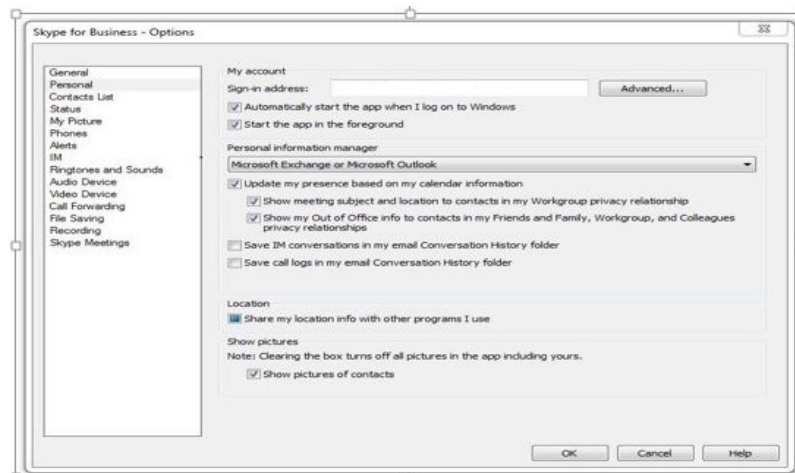 Skype for Business - Options
General
Personal
Contacts List
Status
My Picture
Phones
Alerts
IM
Ringtones and Sounds
Audio Device
Video Device
Call Forwarding
File Saving
Recording
Skype Meetings
My account
Sign-in address:
Advanced...
Automatically start the app when I log on to Windows
Start the app in the foreground
Personal information manager
Microsoft Exchange or Microsoft Outlook
Update my presence based on my calendar information
Show meeting subject and location to contacts in my Workgroup privacy relationship
Show my Out of Office info to contacts in my Friends and Family, Workgroup, and Colleagues
privacy relationships
Save IM conversations in my email Conversation History folder
Save call logs in my email Conversation History folder
Location
Share my location info with other programs I use
Show pictures
Note: Clearing the box turns off all pictures in the app including yours.
Show pictures of contacts
OK
Cancel
Help